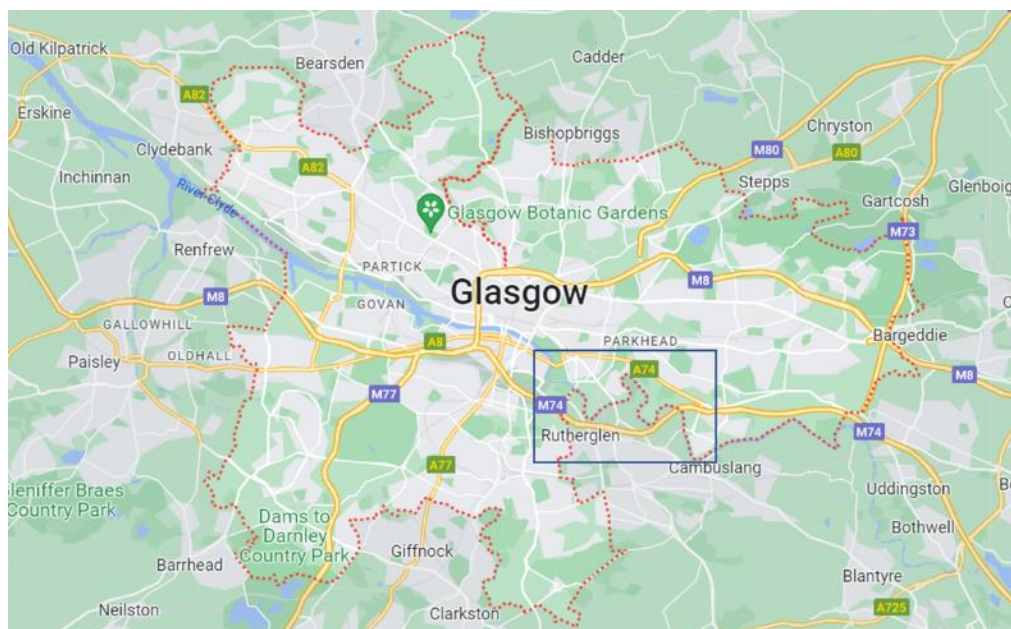 Old Kilpatrick
Bearsden
Cadder
A82
Erskine
Chryston
Bishopbriggs
Clydebank
M80
A80
A82
Inchinnan
Stepps
Glenboig
River Clyde
Gartcosh
Glasgow Botanic Gardens
M73
Renfrew
PARTICK
M8
Glasgow
M8
GOVAN
GALLOWHILL
A8
PARKHEAD
Bargeddie
Paisley
OLDHALL
A74
M8
M77
M74
Rutherglen
M74
A77
Cambuslang
Gleniffer Braes
Country Park
Uddingston
Dams to
Darnley
Country Park
Giffnock
Bothwell
Barrhead
Blantyre
Neilston
Clarkston
A725